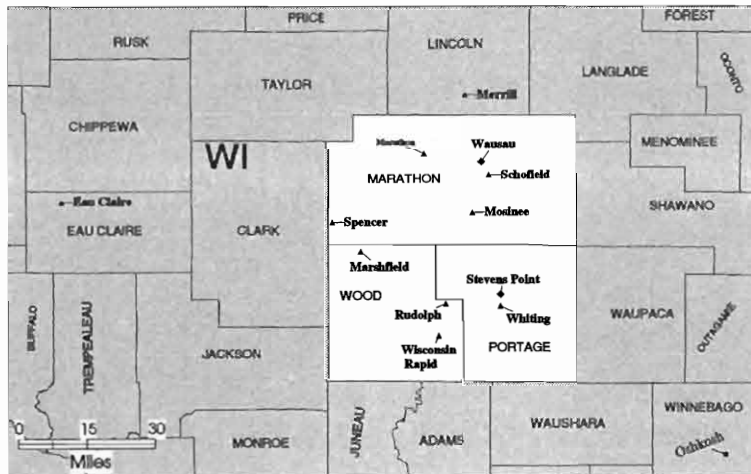 PRICE
FOREST
RUSK
LINCOLN
TAYLOR
LANGLADE
OCONTO
Merrill
CHIPPEWA
MENOMINEE
WI
Marathon
Wausau
MARATHON
Schofield
Eau Claire
SHAWANO
Spencer
Mosinee
EAU CLAIRE
CLARK
Marshfield
Stevens Point
WOOD
Rudolph
Whiting
WAUPACA
BUFFALO
TREMPEALEAU
OUTAGAMIE
JACKSON
Wisconsin
Rapid
PORTAGE
WINNEBAGO
JUNEAU
WAUSHARA
0 15 30
MONROE
ADAMS
Oshkosh
Miles